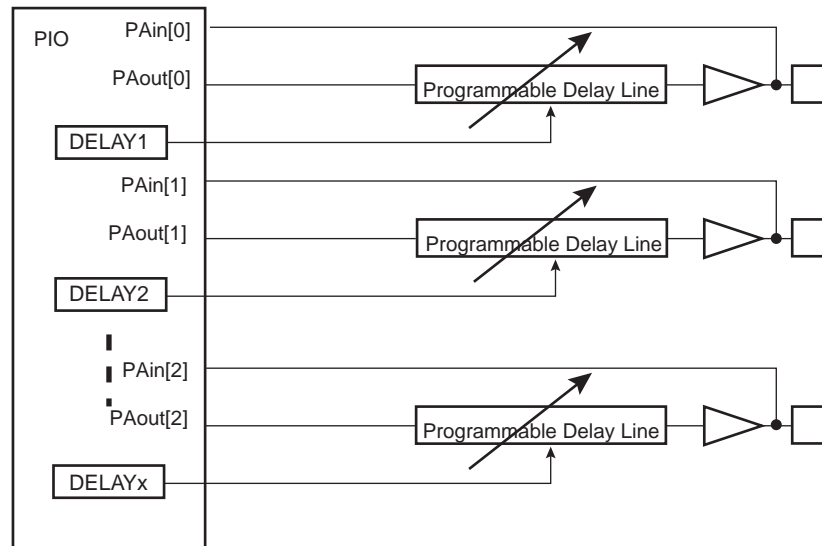 PIO
PAin[0]
PAout[0]
Programmable Delay Line
DELAY1
PAin[1]
PAout[1]
Programmable Delay Line
DELAY2
PAin[2]
PAout[2]
Programmable Delay Line
DELAYx